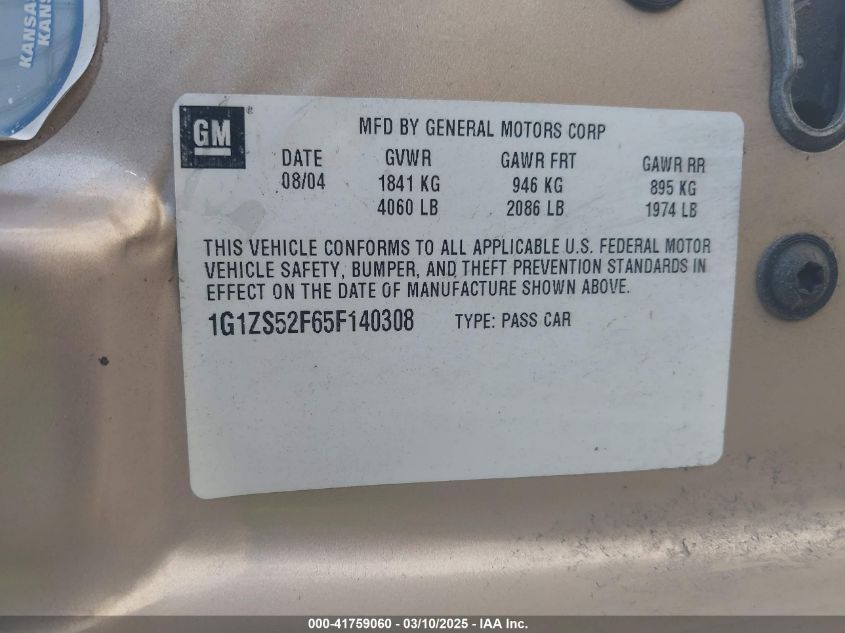 KANSAS
KANSAS
GM
MFD BY GENERAL MOTORS CORP
DATE GVWR GAWR FRT GAWR RR
08/04 1841 KG 946 KG 895 KG
4060 LB 2086 LB 1974 LB
THIS VEHICLE CONFORMS TO ALL APPLICABLE U.S. FEDERAL MOTOR
VEHICLE SAFETY, BUMPER, AND THEFT PREVENTION STANDARDS IN
EFFECT ON THE DATE OF MANUFACTURE SHOWN ABOVE.
1G1ZS52F65F140308 TYPE: PASS CAR
000-41759060 - 03/10/2025 - IAA Inc.